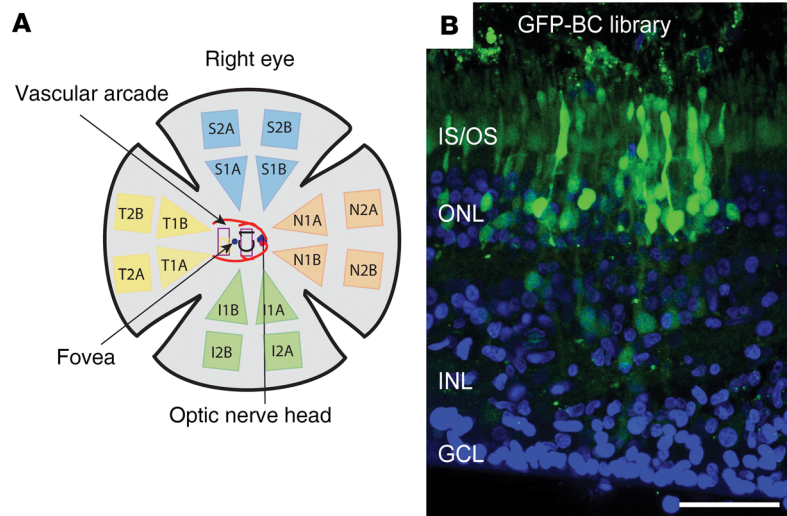 A
Right eye
Vascular arcade
S2A S2B
S1A S1B
T2B T1B N1A N2A
T2A T1A N1B N2B
I1B I1A
I2B I2A
Fovea
Optic nerve head
B
GFP-BC library
IS/OS
ONL
INL
GCL